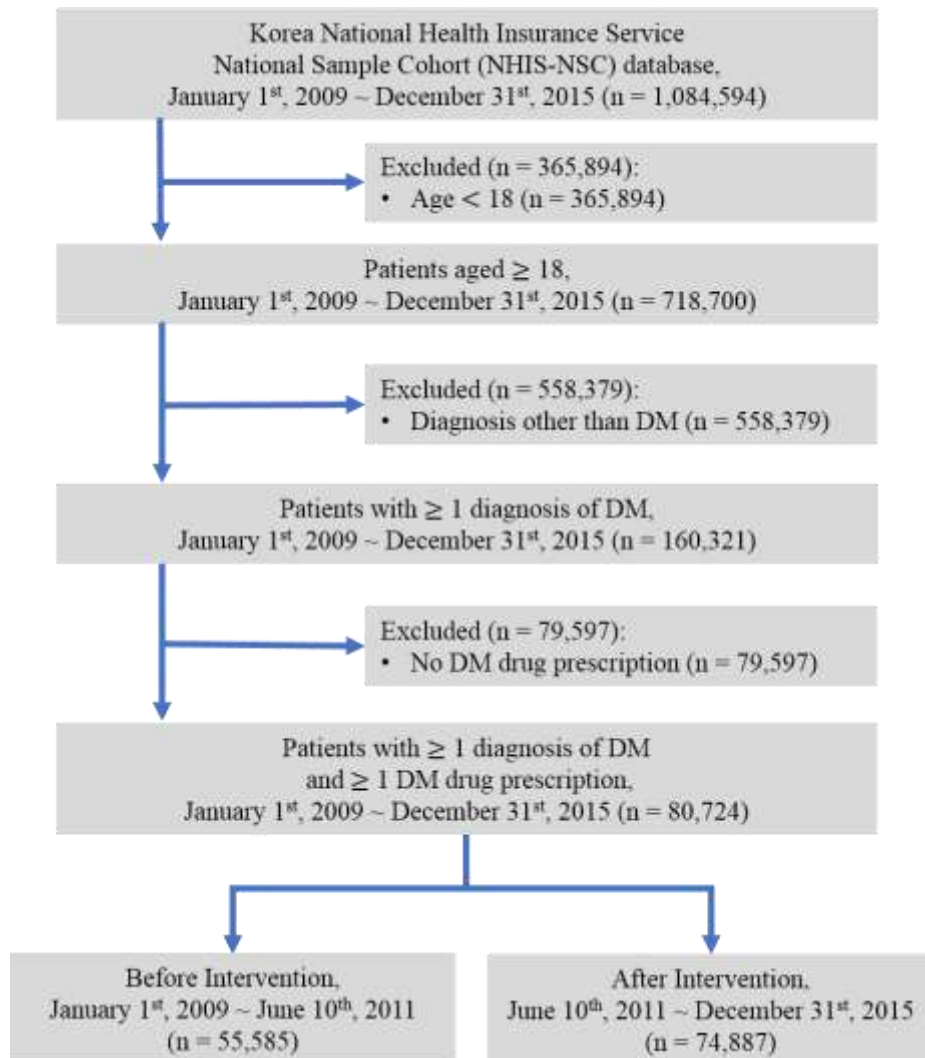 Korea National Health Insurance Service
National Sample Cohort (NHIS-NSC) database,
January 1st, 2009 ~ December 31st, 2015 (n = 1,084,594)
Excluded (n = 365,894):
• Age < 18 (n = 365,894)
Patients aged ≥ 18,
January 1st, 2009 ~ December 31st, 2015 (n = 718,700)
Excluded (n = 558,379):
• Diagnosis other than DM (n = 558,379)
Patients with ≥ 1 diagnosis of DM,
January 1st, 2009 ~ December 31st, 2015 (n = 160,321)
Excluded (n = 79,597):
• No DM drug prescription (n = 79,597)
Patients with ≥ 1 diagnosis of DM
and ≥ 1 DM drug prescription,
January 1st, 2009 ~ December 31st, 2015 (n = 80,724)
Before Intervention,
January 1st, 2009 ~ June 10th, 2011
(n = 55,585)
After Intervention,
June 10th, 2011 ~ December 31st, 2015
(n = 74,887)